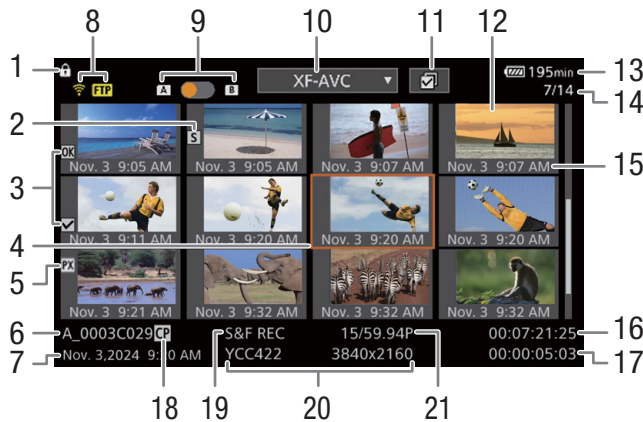 8 9 10 11 12
1 FTP A B XF-AVC 195min 13
7/14 14
2 S
OK Nov. 3 9:05 AM Nov. 3 9:05 AM Nov. 3 9:07 AM Nov. 3 9:07 AM 15
3
4 Nov. 3 9:11 AM Nov. 3 9:20 AM Nov. 3 9:20 AM Nov. 3 9:20 AM
5 PX
Nov. 3 9:21 AM Nov. 3 9:32 AM Nov. 3 9:32 AM Nov. 3 9:32 AM
6 A_0003C029 CP S&F REC 15/59.94P 00:07:21:25 16
7 Nov. 3,2024 9:20 AM YCC422 3840x2160 00:00:05:03 17
18 19 20 21